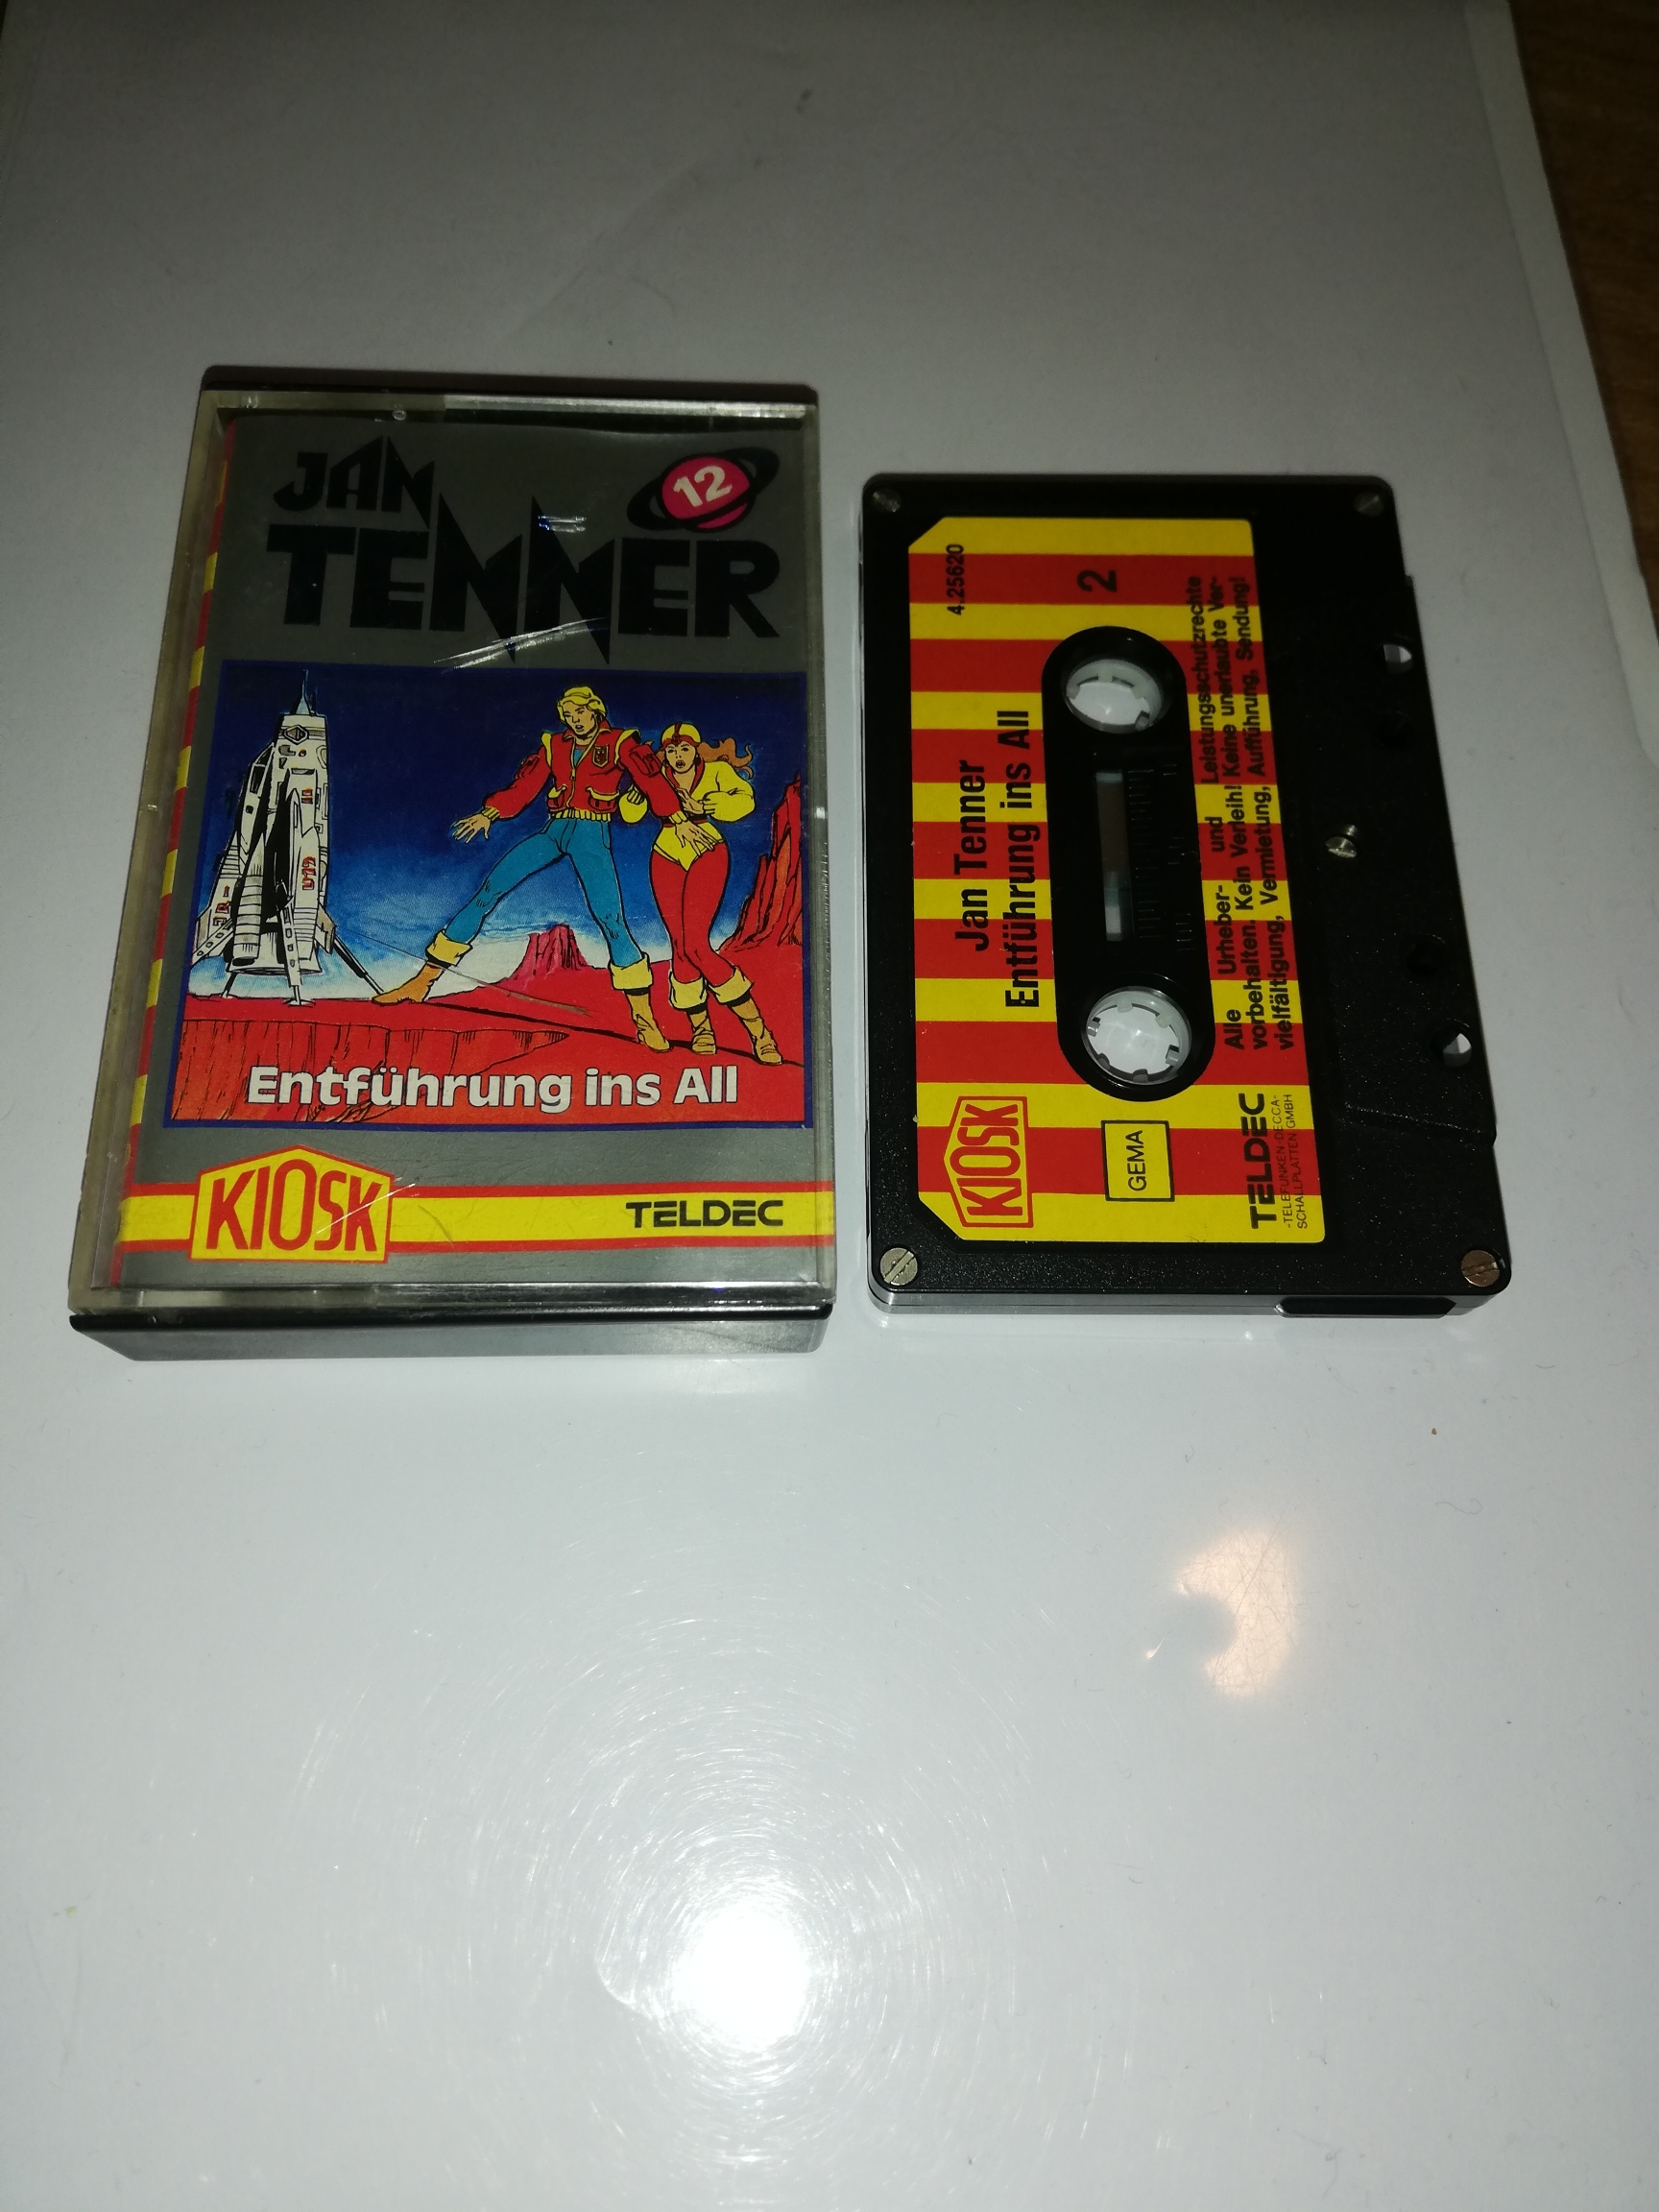 JAN
TENNER
12
Entführung ins All
KIOSK
TELDEC
4.25620
2
Jan Tenner
Entführung ins All
Alle Urheber- und Leistungsschutzrechte
vorbehalten. Kein Verleih! Keine unerlaubte Ver-
vielfältigung, Vermietung, Aufführung, Sendung!
KIOSK
GEMA
TELDEC
-TELEFUNKEN-DECCA-
SCHALLPLATTEN GMBH